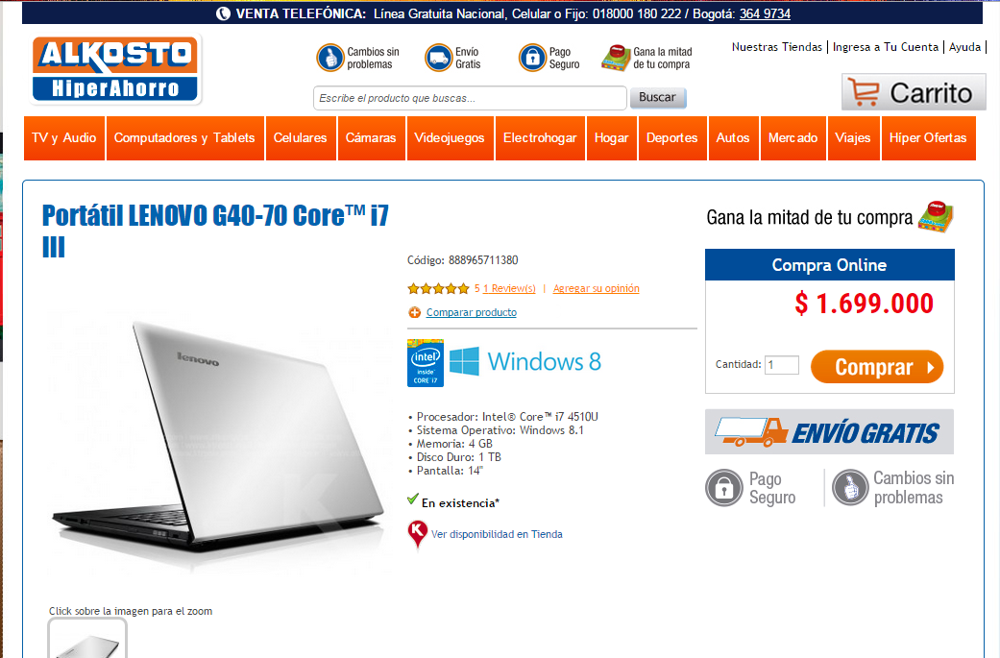 VENTA TELEFÓNICA: Línea Gratuita Nacional, Celular o Fijo: 018000 180 222 / Bogotá: 364 9734
ALKOSTO
HiperAhorro
Cambios sin
problemas
Envío
Gratis
Pago
Seguro
Gana la mitad
de tu compra
Nuestras Tiendas | Ingresa a Tu Cuenta | Ayuda |
Escribe el producto que buscas...
Buscar
Carrito
TV y Audio
Computadores y Tablets
Celulares
Cámaras
Videojuegos
Electrohogar
Hogar
Deportes
Autos
Mercado
Viajes
Híper Ofertas
Portátil LENOVO G40-70 Core™ i7
III
Código: 888965711380
5 1 Review(s) | Agregar su opinión
Comparar producto
intel
inside
CORE i7
Windows 8
• Procesador: Intel® Core™ i7 4510U
• Sistema Operativo: Windows 8.1
• Memoria: 4 GB
• Disco Duro: 1 TB
• Pantalla: 14"
En existencia*
K
Ver disponibilidad en Tienda
lenovo
Click sobre la imagen para el zoom
Gana la mitad de tu compra
Compra Online
$ 1.699.000
Cantidad: 1
Comprar
ENVÍO GRATIS
Pago
Seguro
Cambios sin
problemas